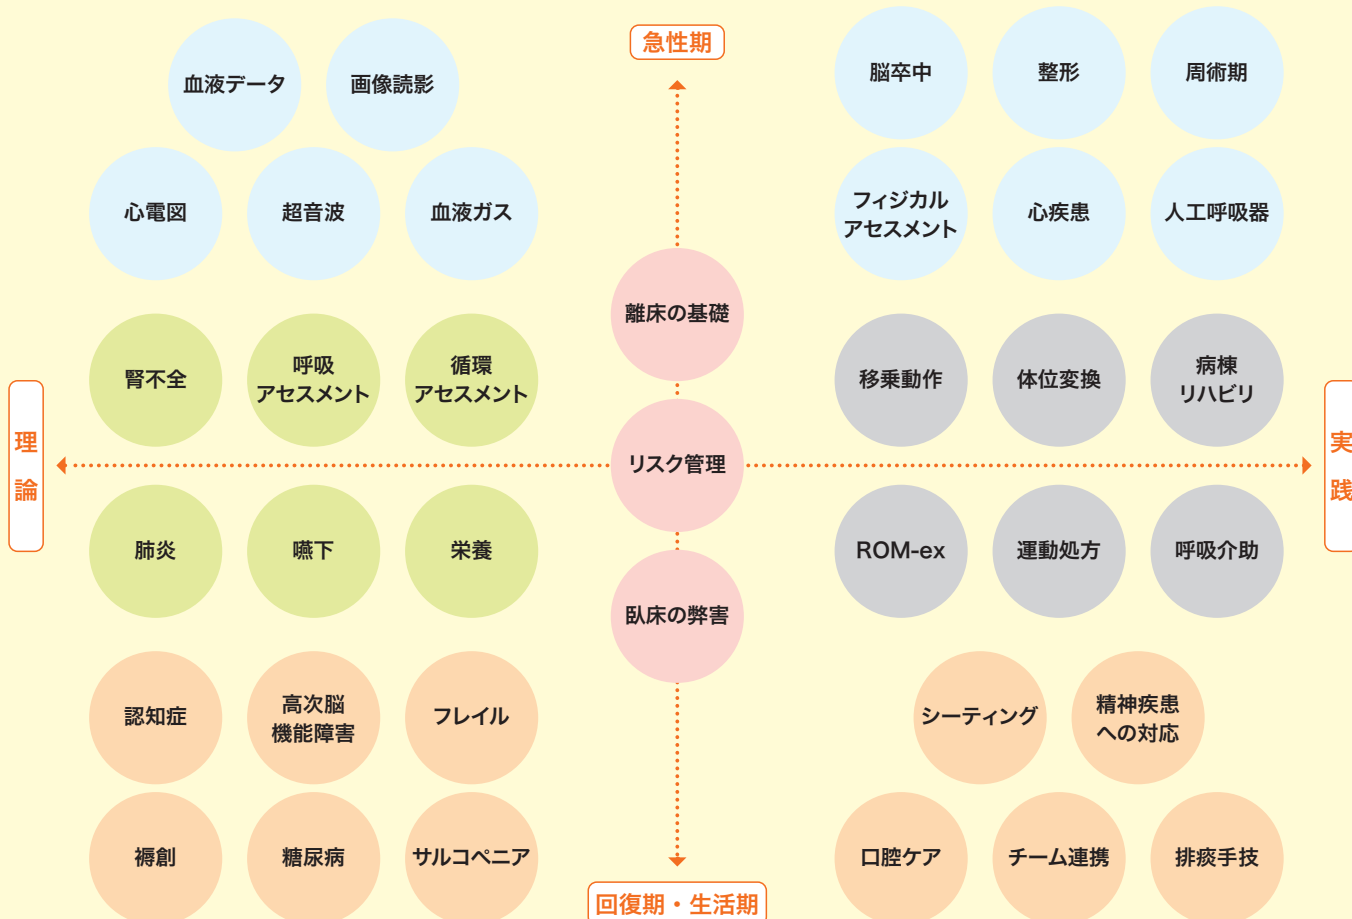 急性期
血液データ
画像読影
脳卒中
整形
周術期
心電図
超音波
血液ガス
フィジカル
アセスメント
心疾患
人工呼吸器
離床の基礎
腎不全
呼吸
アセスメント
循環
アセスメント
移乗動作
体位変換
病棟
リハビリ
理論
リスク管理
実践
肺炎
嚥下
栄養
ROM-ex
運動処方
呼吸介助
臥床の弊害
認知症
高次脳
機能障害
フレイル
シーティング
精神疾患
への対応
褥創
糖尿病
サルコペニア
口腔ケア
チーム連携
排痰手技
回復期・生活期